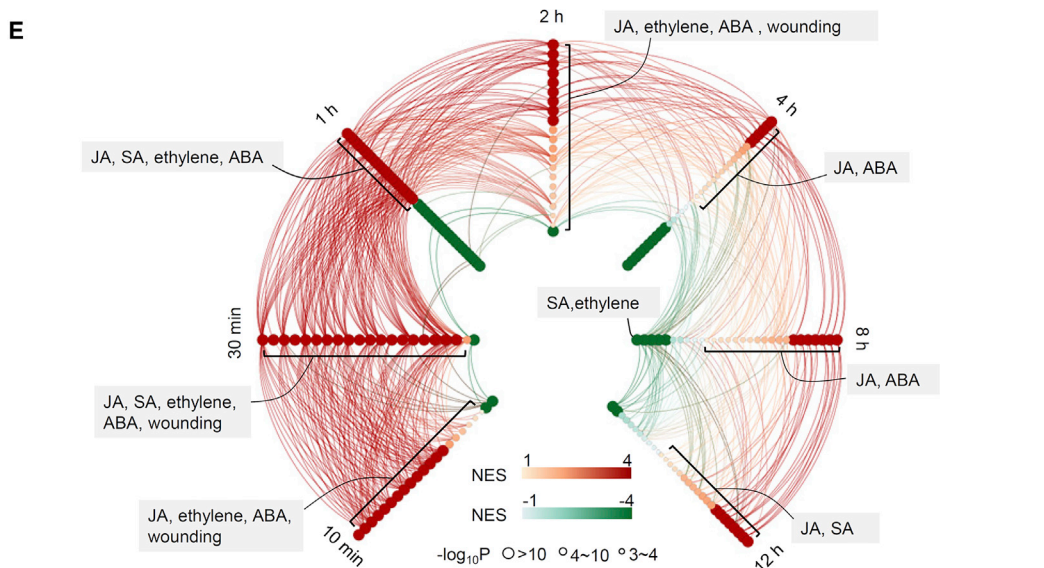 E
2 h
JA, ethylene, ABA , wounding
1 h
4 h
JA, SA, ethylene, ABA
JA, ABA
SA,ethylene
30 min
8 h
JA, ABA
JA, SA, ethylene,
ABA, wounding
1 4
NES
-1 -4
NES
JA, ethylene, ABA,
wounding
JA, SA
10 min
12 h
-log10P >10 4~10 3~4